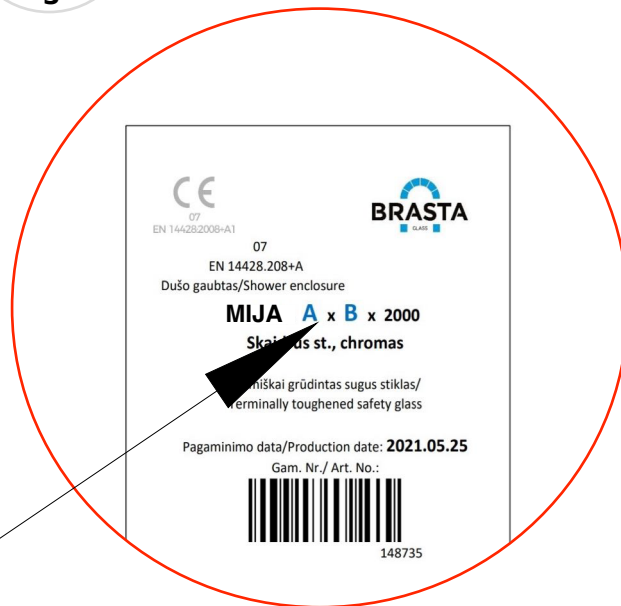 CE
07
EN 14428:2008+A1
BRASTA
GLASS
07
EN 14428.208+A
Dušo gaubtas/Shower enclosure
MIJA A x B x 2000
st., chromas
grūdintas sugus stiklas/
toughened safety glass
Pagaminimo data/Production date: 2021.05.25
Gam. Nr./ Art. No.:
148735